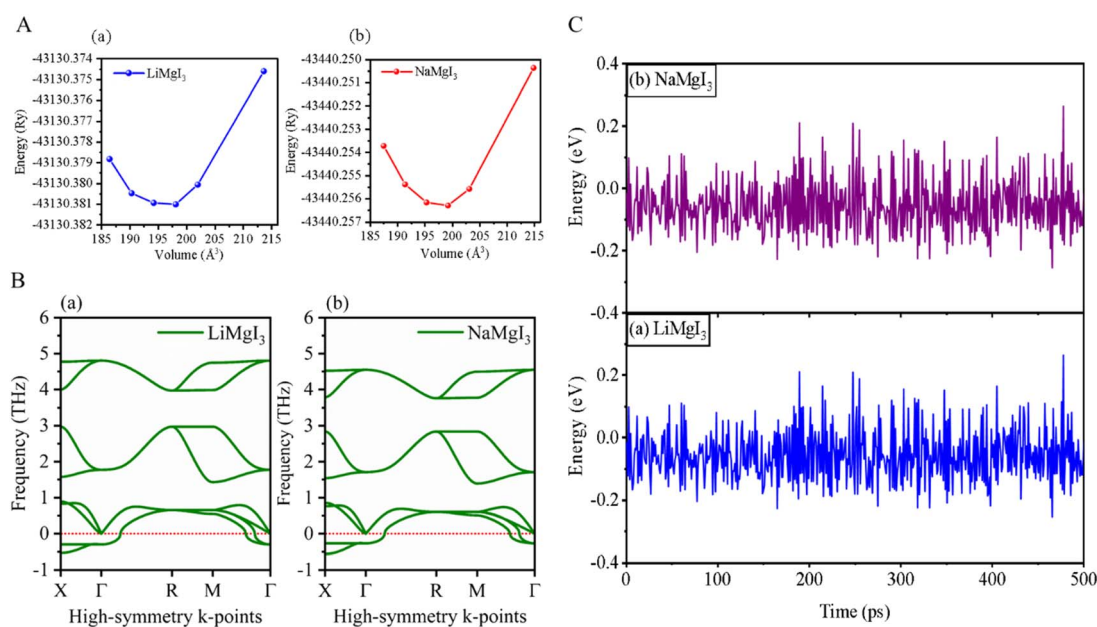 A
(a)
-43130.374
-43130.375
-43130.376
-43130.377
-43130.378
-43130.379
-43130.380
-43130.381
-43130.382
Energy (Ry)
LiMgI₃
185 190 195 200 205 210 215
Volume (Å³)
(b)
-43440.250
-43440.251
-43440.252
-43440.253
-43440.254
-43440.255
-43440.256
-43440.257
Energy (Ry)
NaMgI₃
185 190 195 200 205 210 215
Volume (Å³)
B
(a)
6
5
4
3
2
1
0
-1
Frequency (THz)
LiMgI₃
X Γ R M Γ
High-symmetry k-points
(b)
6
5
4
3
2
1
0
-1
Frequency (THz)
NaMgI₃
X Γ R M Γ
High-symmetry k-points
C
(b) NaMgI₃
0.4
0.2
0.0
-0.2
-0.4
Energy (eV)
(a) LiMgI₃
0.2
0.0
-0.2
-0.4
Energy (eV)
0 100 200 300 400 500
Time (ps)